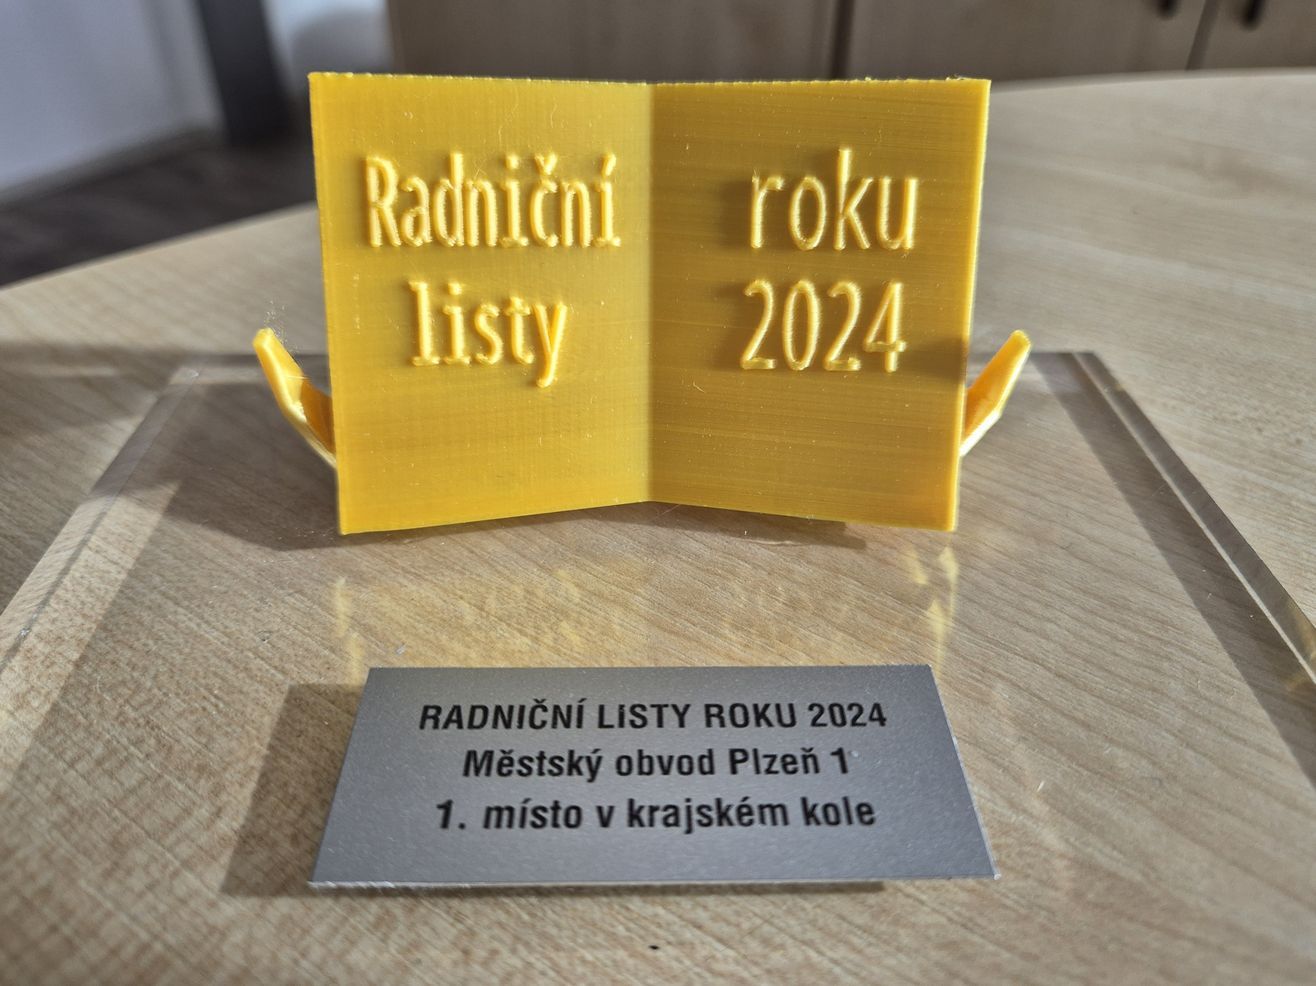 Radniční
listy
roku
2024
RADNIČNÍ LISTY ROKU 2024
Městský obvod Plzeň 1
1. místo v krajském kole